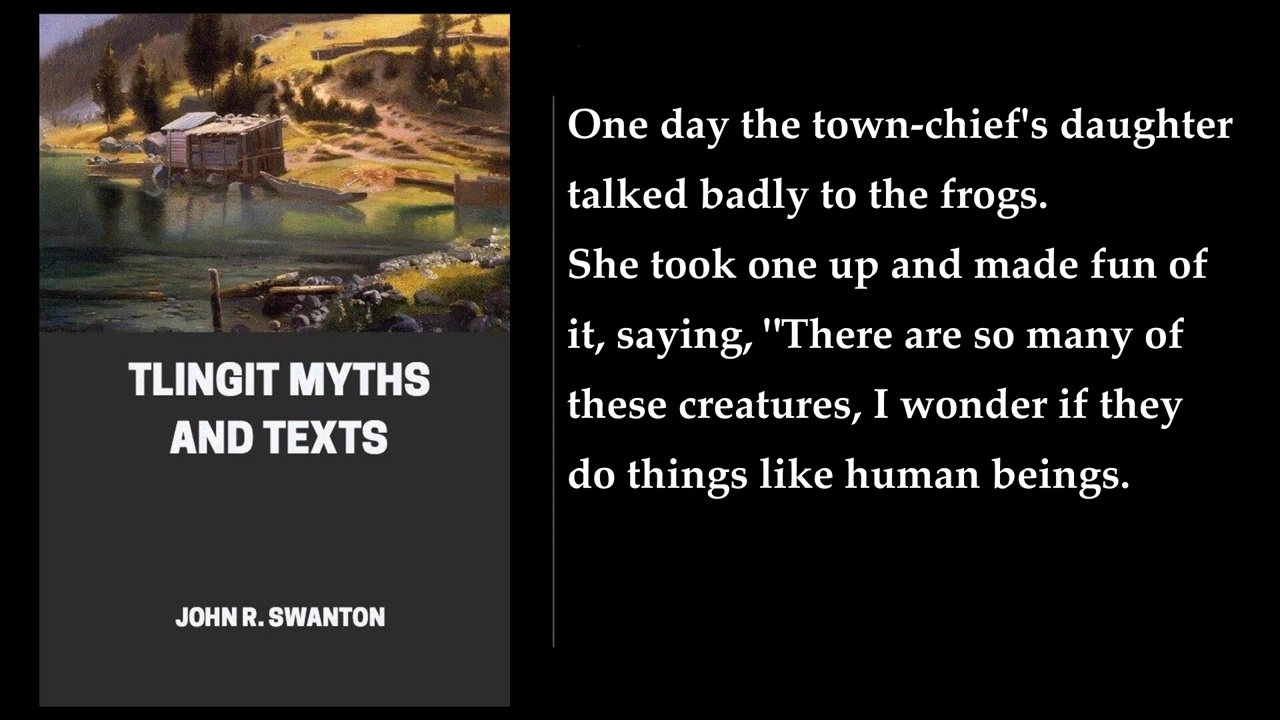 TLINGIT MYTHS
AND TEXTS
JOHN R. SWANTON
One day the town-chief's daughter
talked badly to the frogs.
She took one up and made fun of
it, saying, "There are so many of
these creatures, I wonder if they
do things like human beings.